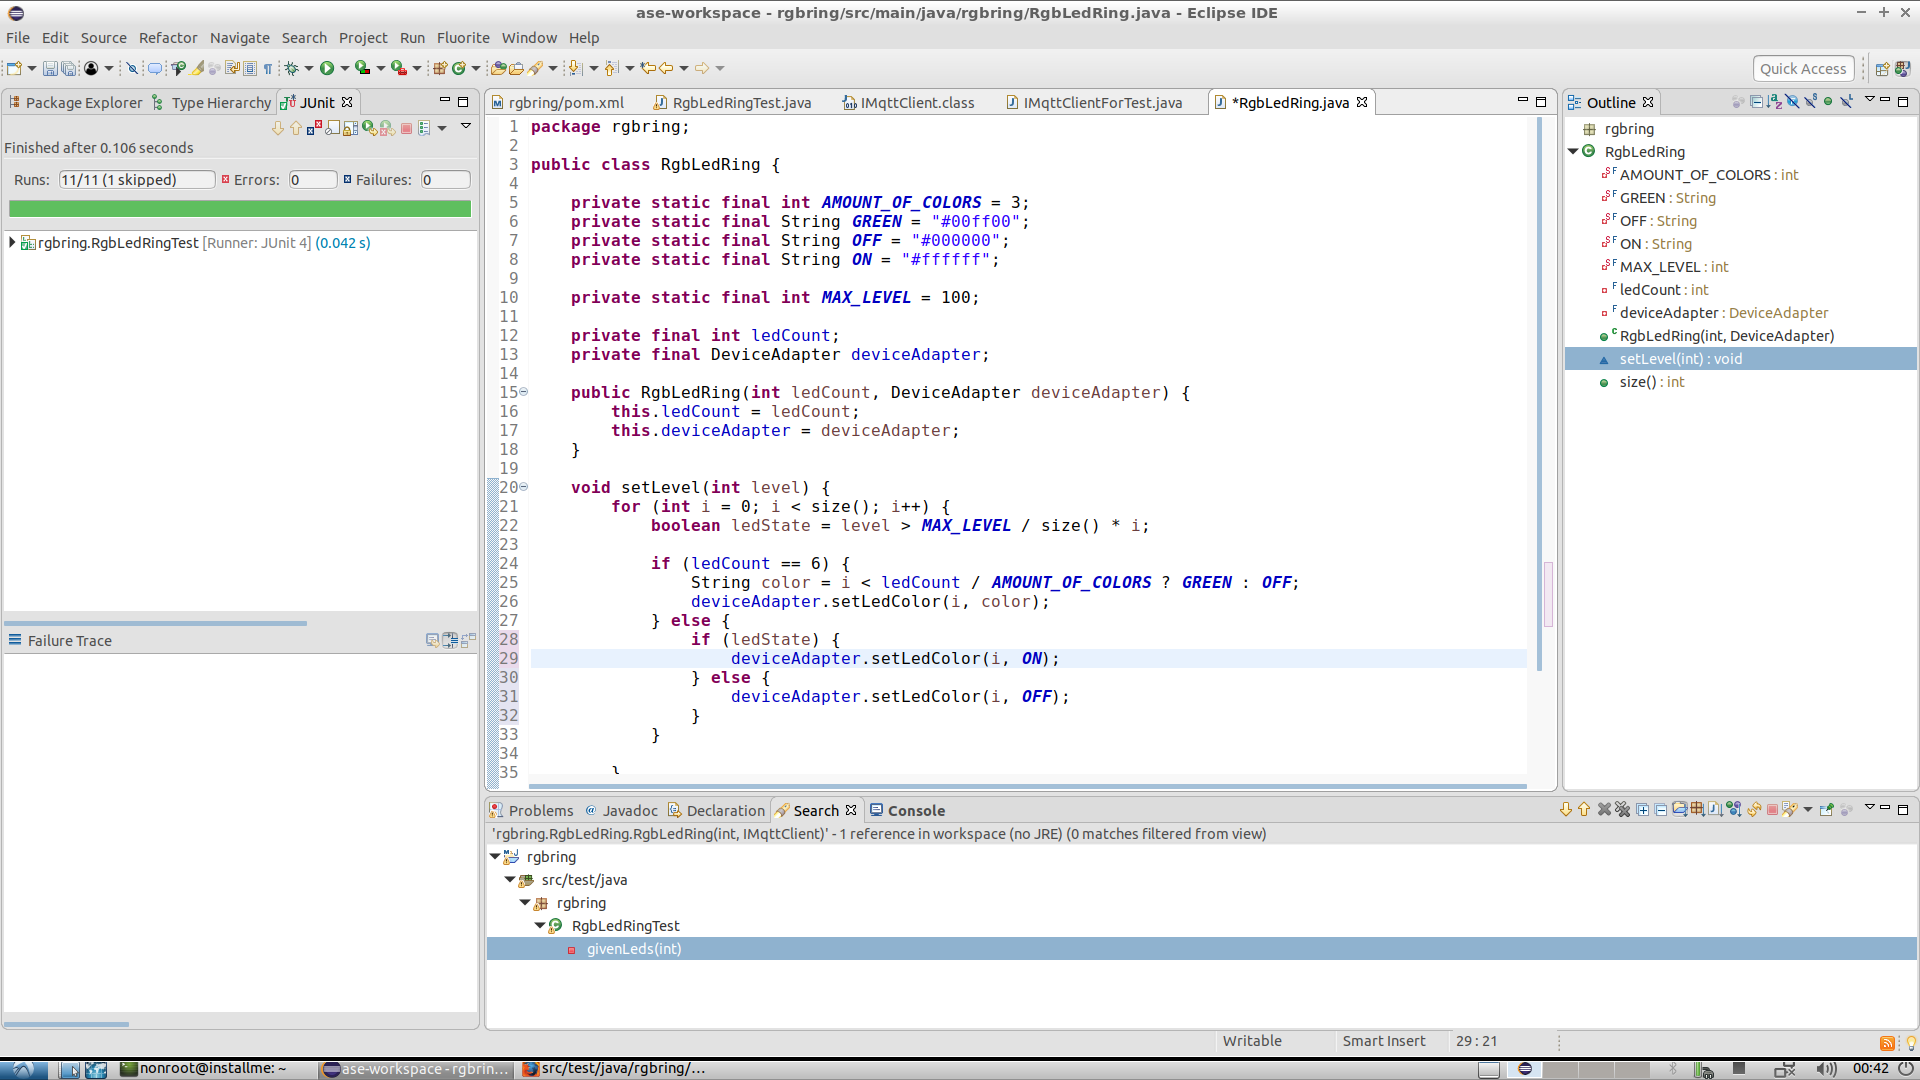 ase-workspace - rgbring/src/main/java/rgbring/RgbLedRing.java - Eclipse IDE
File Edit Source Refactor Navigate Search Project Run Fluorite Window Help
Quick Access
Package Explorer Type Hierarchy JUnit
Finished after 0.106 seconds
Runs: 11/11 (1 skipped) Errors: 0 Failures: 0
rgbring.RgbLedRingTest [Runner: JUnit 4] (0.042 s)
Failure Trace
rgbring/pom.xml RgbLedRingTest.java IMqttClient.class IMqttClientForTest.java *RgbLedRing.java
1 package rgbring;
2
3 public class RgbLedRing {
4
5 private static final int AMOUNT_OF_COLORS = 3;
6 private static final String GREEN = "#00ff00";
7 private static final String OFF = "#000000";
8 private static final String ON = "#ffffff";
9
10 private static final int MAX_LEVEL = 100;
11
12 private final int ledCount;
13 private final DeviceAdapter deviceAdapter;
14
15 public RgbLedRing(int ledCount, DeviceAdapter deviceAdapter) {
16 this.ledCount = ledCount;
17 this.deviceAdapter = deviceAdapter;
18 }
19
20 void setLevel(int level) {
21 for (int i = 0; i < size(); i++) {
22 boolean ledState = level > MAX_LEVEL / size() * i;
23
24 if (ledCount == 6) {
25 String color = i < ledCount / AMOUNT_OF_COLORS ? GREEN : OFF;
26 deviceAdapter.setLedColor(i, color);
27 } else {
28 if (ledState) {
29 deviceAdapter.setLedColor(i, ON);
30 } else {
31 deviceAdapter.setLedColor(i, OFF);
32 }
33 }
34
35 }
Outline
rgbring
RgbLedRing
AMOUNT_OF_COLORS : int
GREEN : String
OFF : String
ON : String
MAX_LEVEL : int
ledCount : int
deviceAdapter : DeviceAdapter
RgbLedRing(int, DeviceAdapter)
setLevel(int) : void
size() : int
Problems Javadoc Declaration Search Console
'rgbring.RgbLedRing.RgbLedRing(int, IMqttClient)' - 1 reference in workspace (no JRE) (0 matches filtered from view)
rgbring
src/test/java
rgbring
RgbLedRingTest
givenLeds(int)
Writable Smart Insert 29 : 21
nonroot@installme: ~ ase-workspace - rgbrin... src/test/java/rgbring/... 00:42